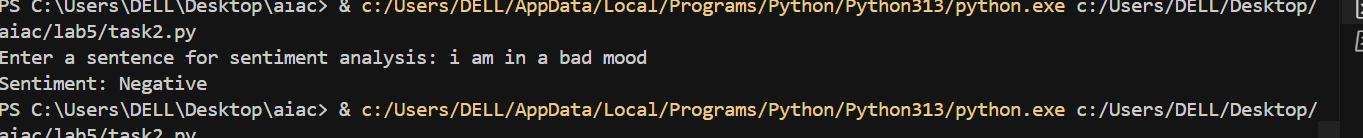 PS C:\Users\DELL\Desktop\aiac> & c:/Users/DELL/AppData/Local/Programs/Python/Python313/python.exe c:/Users/DELL/Desktop/
aiac/lab5/task2.py
Enter a sentence for sentiment analysis: i am in a bad mood
Sentiment: Negative
PS C:\Users\DELL\Desktop\aiac> & c:/Users/DELL/AppData/Local/Programs/Python/Python313/python.exe c:/Users/DELL/Desktop/
aiac/lab5/task2.py